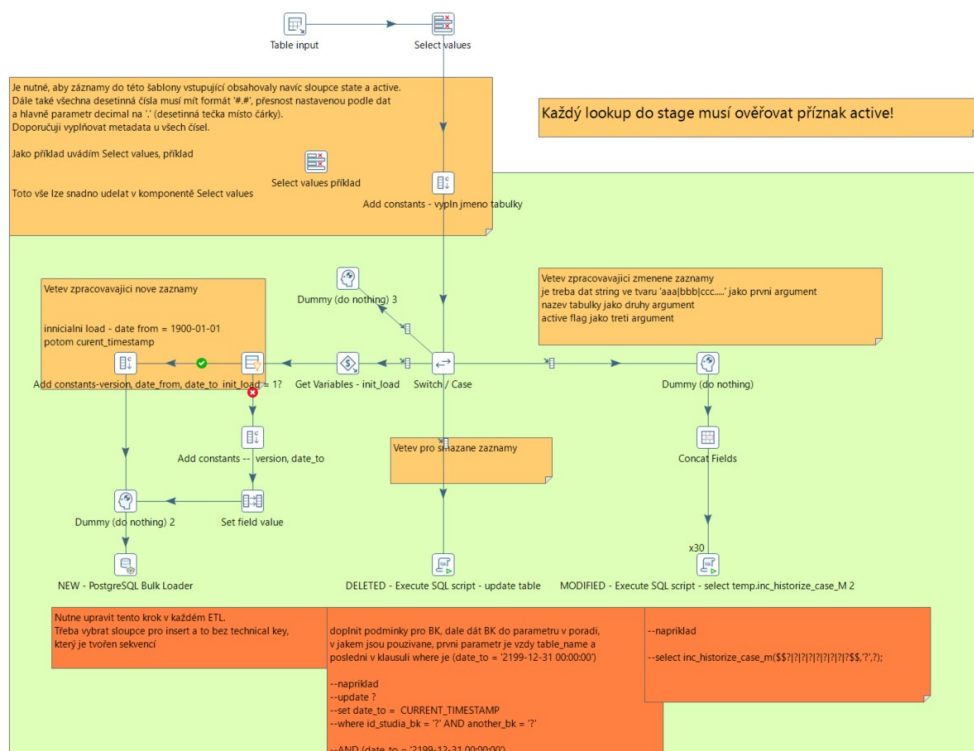 Table input
Select values
Je nutné, aby záznamy do této šablony vstupující obsahovaly navíc sloupce state a active.
Dále také všechna desetinná čísla musí mít formát '#.#', přesnost nastavenou podle dat
a hlavně parametr decimal na '.' (desetinná tečka místo čárky).
Doporučuji vyplňovat metadata u všech čísel.
Jako příklad uvádím Select values, příklad
Select values příklad
Toto vše lze snadno udelat v komponentě Select values
Každý lookup do stage musí ověřovat příznak active!
Add constants - vypln jmeno tabulky
Vetev zpracovavajici nove zaznamy
innicialni load - date from = 1900-01-01
potom curent_timestamp
Dummy (do nothing) 3
Vetev zpracovavajici zmenene zaznamy
je treba dat string ve tvaru 'aaa|bbb|ccc.....' jako prvni argument
nazev tabulky jako druhy argument
active flag jako treti argument
Add constants-version, date_from, date_to
init_load = 1?
Get Variables - init_load
Switch / Case
Dummy (do nothing)
Add constants -- version, date_to
Vetev pro smazane zaznamy
Concat Fields
Dummy (do nothing) 2
Set field value
x30
NEW - PostgreSQL Bulk Loader
DELETED - Execute SQL script - update table
MODIFIED - Execute SQL script - select temp.inc_historize_case_M 2
Nutne upravit tento krok v každém ETL.
Třeba vybrat sloupce pro insert a to bez technical key,
který je tvořen sekvencí
doplnit podmínky pro BK, dale dát BK do parametru v poradi,
v jakem jsou pouzivane, prvni parametr je vzdy table_name a
posledni v klausuli where je (date_to = '2199-12-31 00:00:00')
--napriklad
--update ?
--set date_to = CURRENT_TIMESTAMP
--where id_studia_bk = '?' AND another_bk = '?'
--AND (date_to = '2199-12-31 00:00:00')
--napriklad
--select inc_historize_case_m($$?|?|?|?|?|?|?|?|?$$,'?',?);